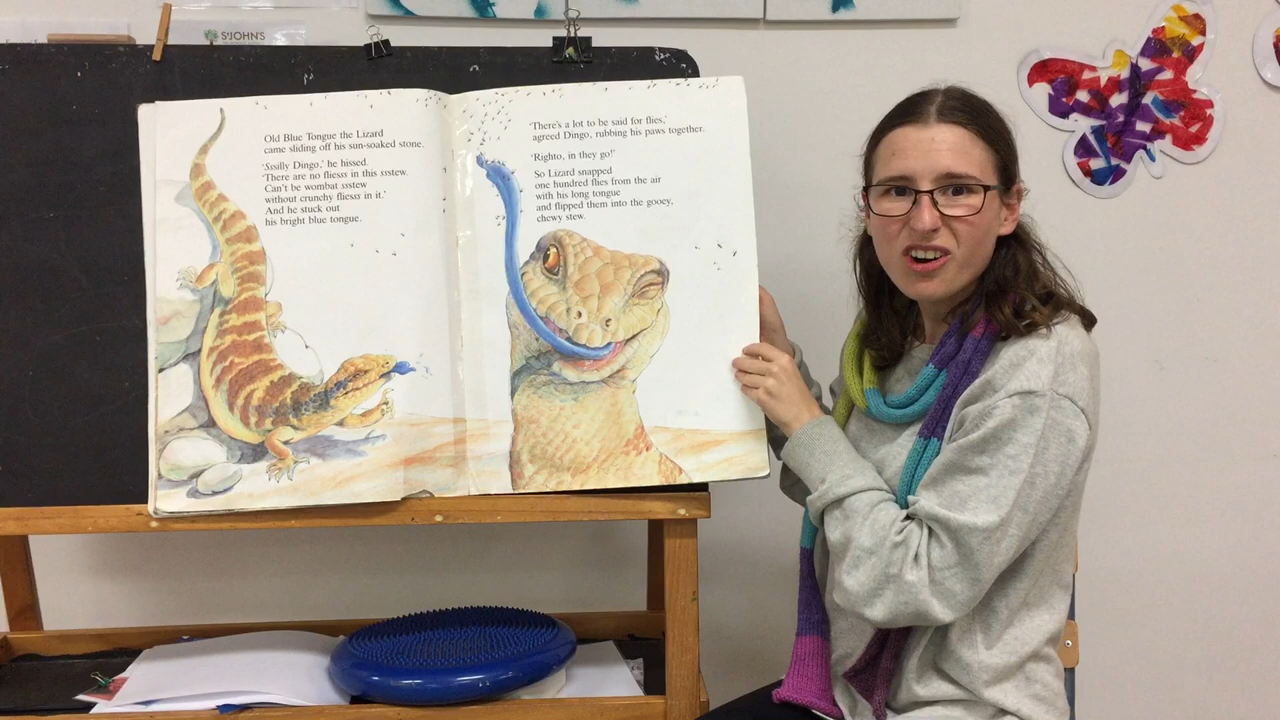 ST JOHN'S
Old Blue Tongue the Lizard
came sliding off his sun-soaked stone.
'Sssilly Dingo,' he hissed.
'There are no fliesss in this ssstew.
Can't be wombat ssstew
without crunchy fliesss in it.'
And he stuck out
his bright blue tongue.
'There's a lot to be said for flies,'
agreed Dingo, rubbing his paws together.
'Righto, in they go!'
So Lizard snapped
one hundred flies from the air
with his long tongue
and flipped them into the gooey,
chewy stew.